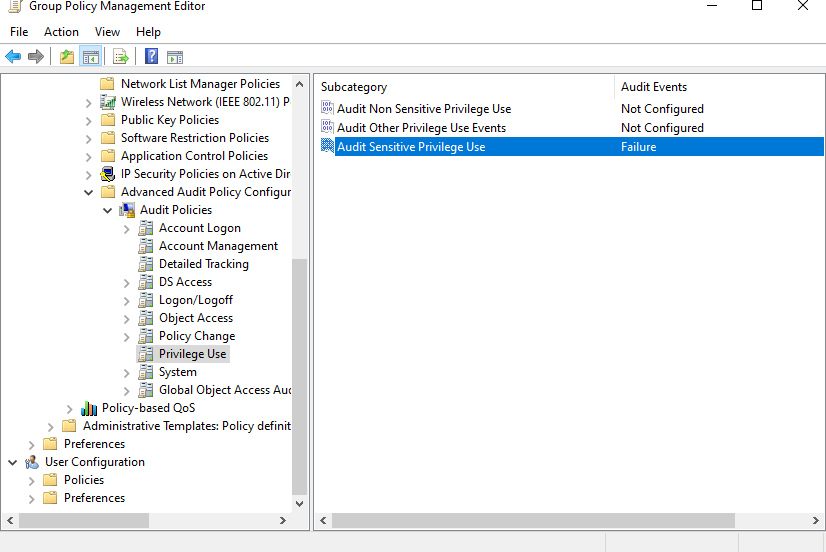 Group Policy Management Editor
File Action View Help
Network List Manager Policies
Wireless Network (IEEE 802.11) P
Public Key Policies
Software Restriction Policies
Application Control Policies
IP Security Policies on Active Dir
Advanced Audit Policy Configur
Audit Policies
Account Logon
Account Management
Detailed Tracking
DS Access
Logon/Logoff
Object Access
Policy Change
Privilege Use
System
Global Object Access Auc
Policy-based QoS
Administrative Templates: Policy definit
Preferences
User Configuration
Policies
Preferences
Subcategory Audit Events
Audit Non Sensitive Privilege Use Not Configured
Audit Other Privilege Use Events Not Configured
Audit Sensitive Privilege Use Failure